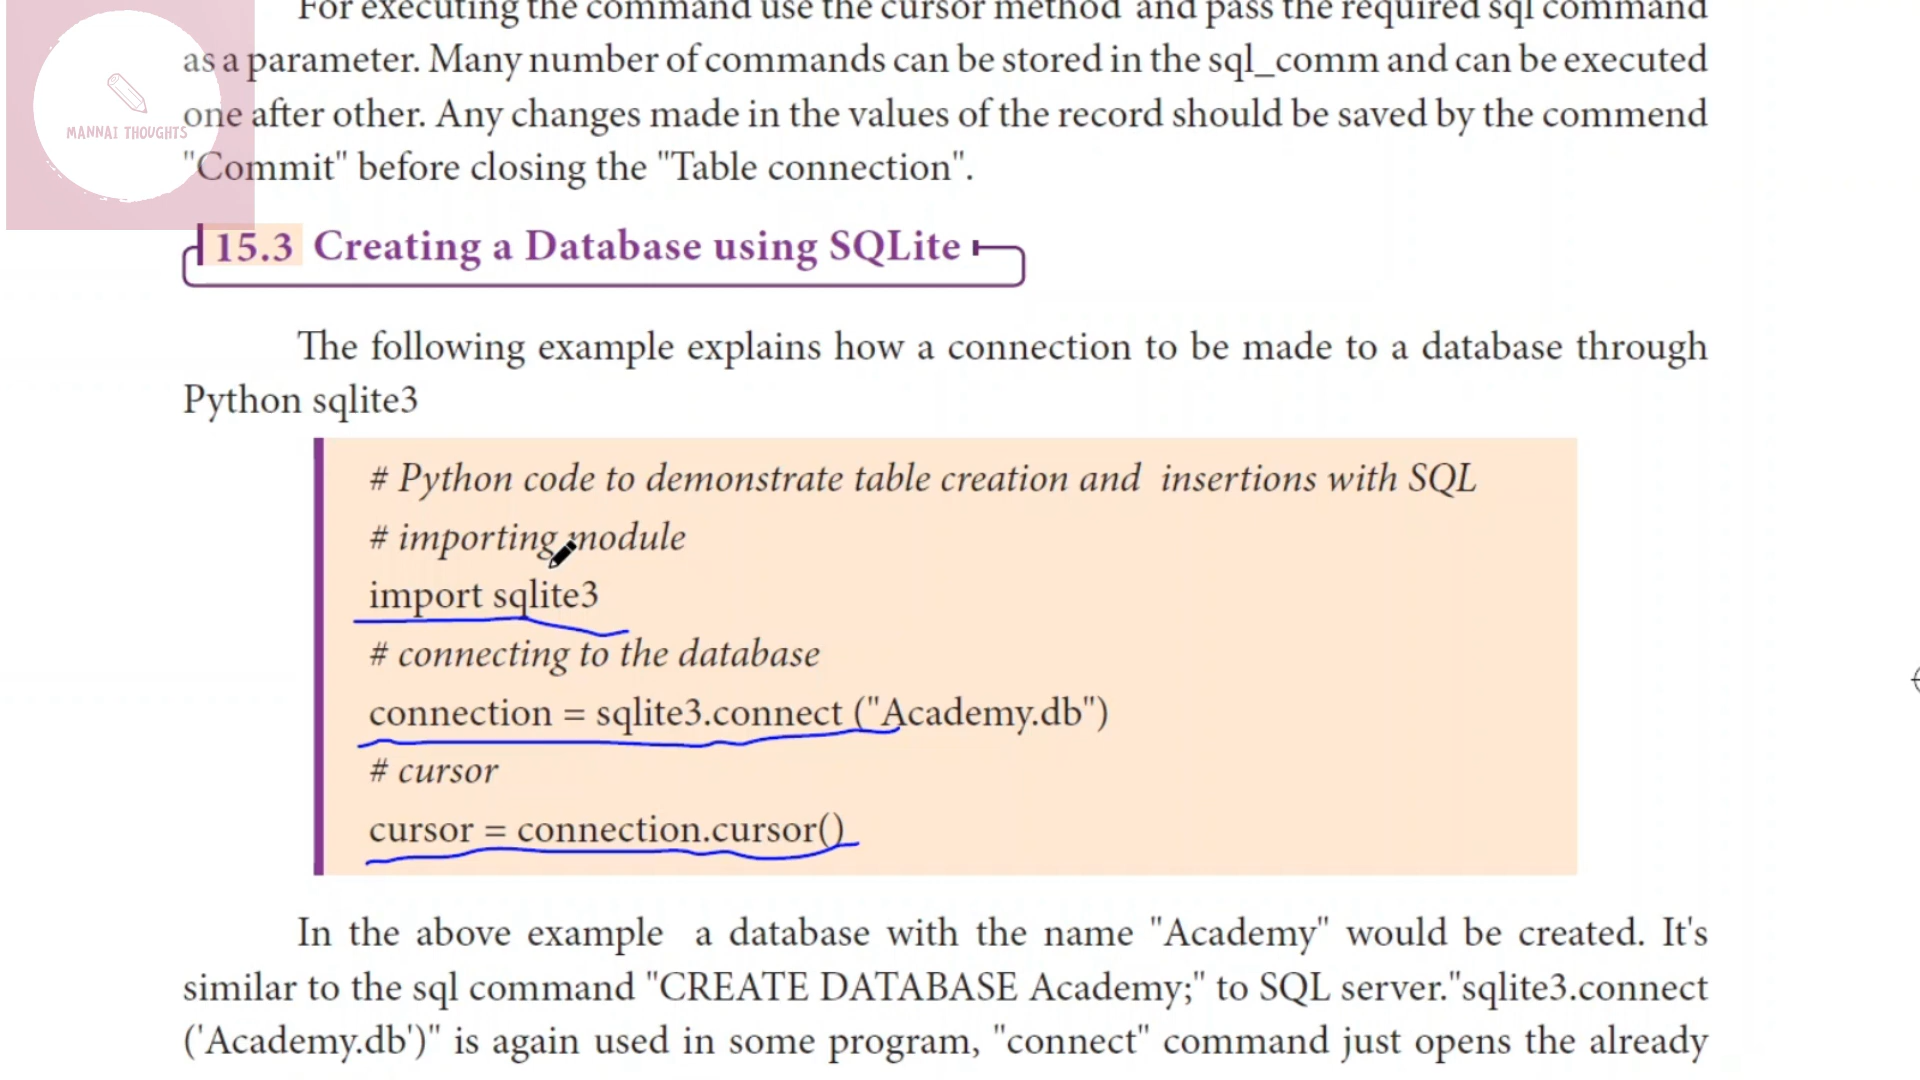 For executing the command use the cursor method and pass the required sql command
as a parameter. Many number of commands can be stored in the sql_comm and can be executed
one after other. Any changes made in the values of the record should be saved by the commend
"Commit" before closing the "Table connection".
MANNAI THOUGHTS
15.3 Creating a Database using SQLite
The following example explains how a connection to be made to a database through
Python sqlite3
# Python code to demonstrate table creation and insertions with SQL
# importing module
import sqlite3
# connecting to the database
connection = sqlite3.connect ("Academy.db")
# cursor
cursor = connection.cursor()
In the above example a database with the name "Academy" would be created. It's
similar to the sql command "CREATE DATABASE Academy;" to SQL server."sqlite3.connect
('Academy.db')" is again used in some program, "connect" command just opens the already